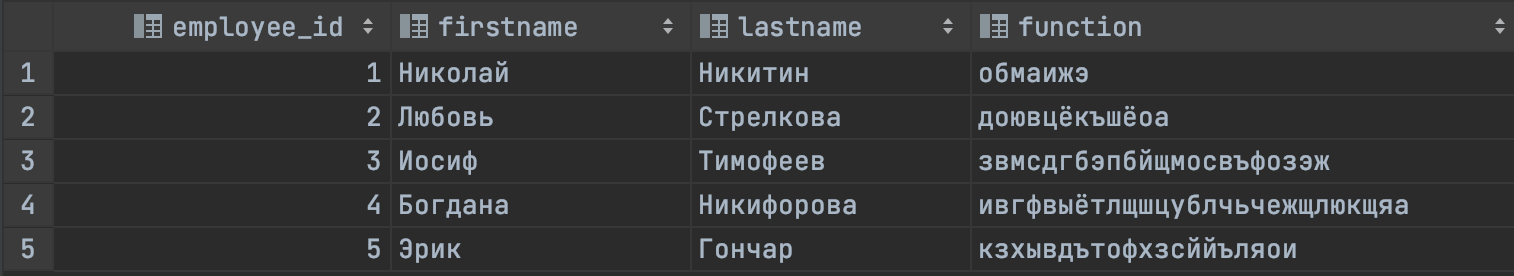 employee_id firstname lastname function
1 1 Николай Никитин обмаижэ
2 2 Любовь Стрелкова доювцёкъшёоа
3 3 Иосиф Тимофеев звмсдгбэпбйщмосвъфозэж
4 4 Богдана Никифорова ивгфвыётлщшцублчьчежщлюкщяа
5 5 Эрик Гончар кзхывдътофхзсййъляои